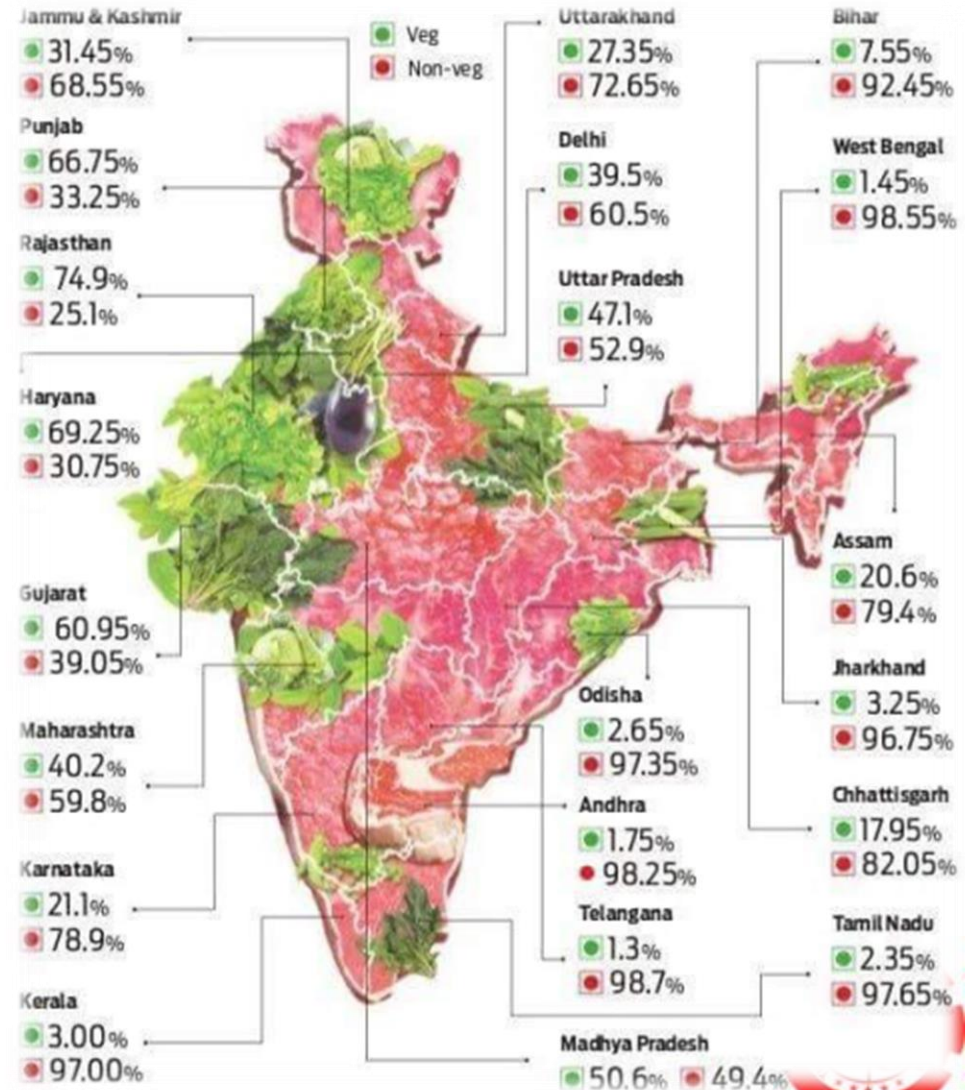 Jammu & Kashmir
31.45%
68.55%
Punjab
66.75%
33.25%
Rajasthan
74.9%
25.1%
Haryana
69.25%
30.75%
Gujarat
60.95%
39.05%
Maharashtra
40.2%
59.8%
Karnataka
21.1%
78.9%
Kerala
3.00%
97.00%
Veg
Non-veg
Uttarakhand
27.35%
72.65%
Delhi
39.5%
60.5%
Uttar Pradesh
47.1%
52.9%
Odisha
2.65%
97.35%
Andhra
1.75%
98.25%
Telangana
1.3%
98.7%
Madhya Pradesh
50.6% 49.4%
Bihar
7.55%
92.45%
West Bengal
1.45%
98.55%
Assam
20.6%
79.4%
Jharkhand
3.25%
96.75%
Chhattisgarh
17.95%
82.05%
Tamil Nadu
2.35%
97.65%